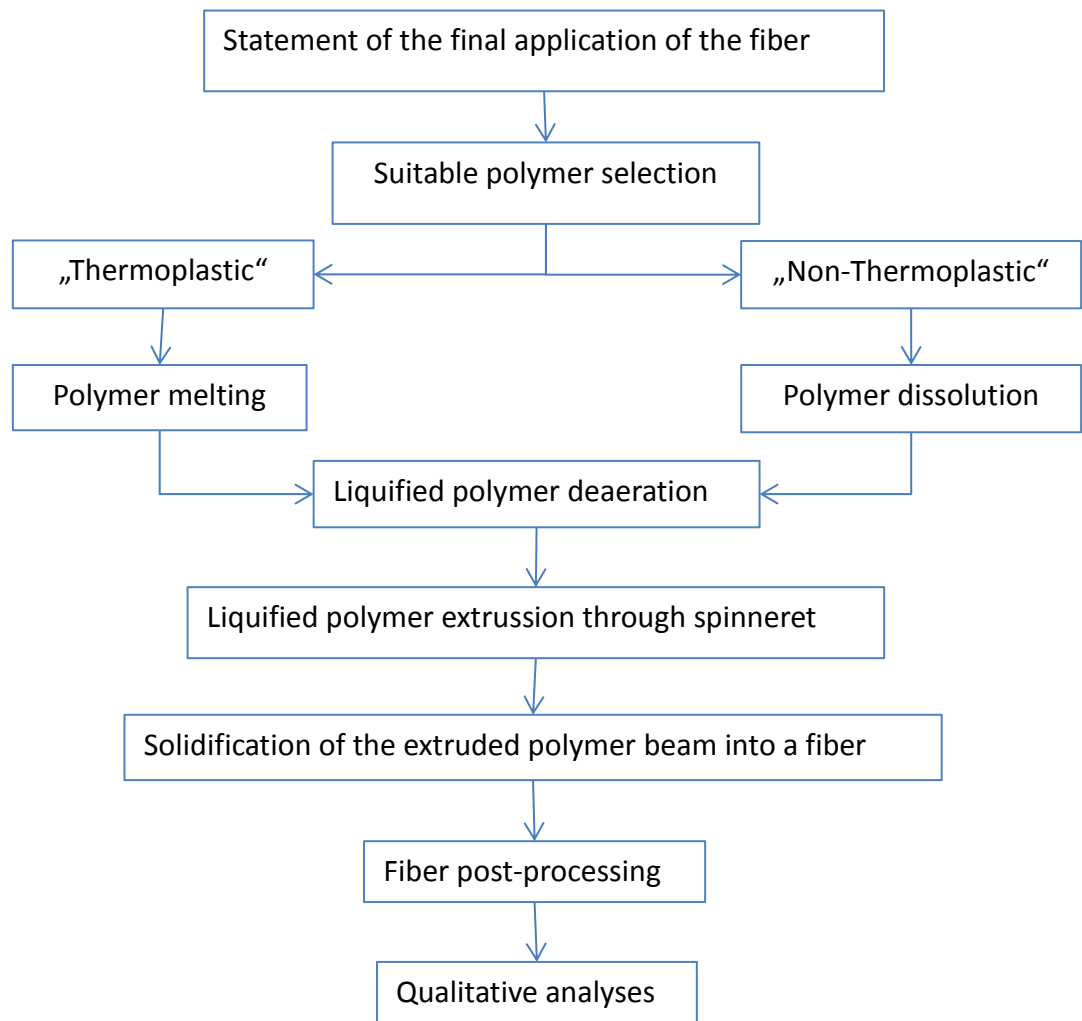 Statement of the final application of the fiber
Suitable polymer selection
„Thermoplastic“
„Non-Thermoplastic“
Polymer melting
Polymer dissolution
Liquified polymer deaeration
Liquified polymer extrussion through spinneret
Solidification of the extruded polymer beam into a fiber
Fiber post-processing
Qualitative analyses